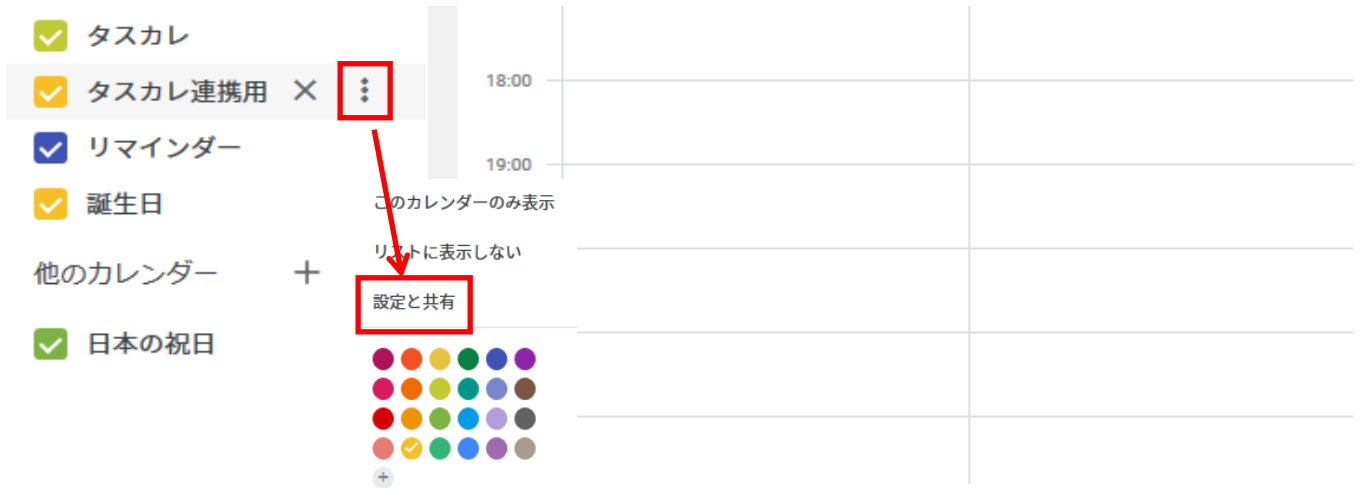 タスカレ
タスカレ連携用
リマインダー
誕生日
他のカレンダー
日本の祝日
18:00
19:00
このカレンダーのみ表示
リストに表示しない
設定と共有